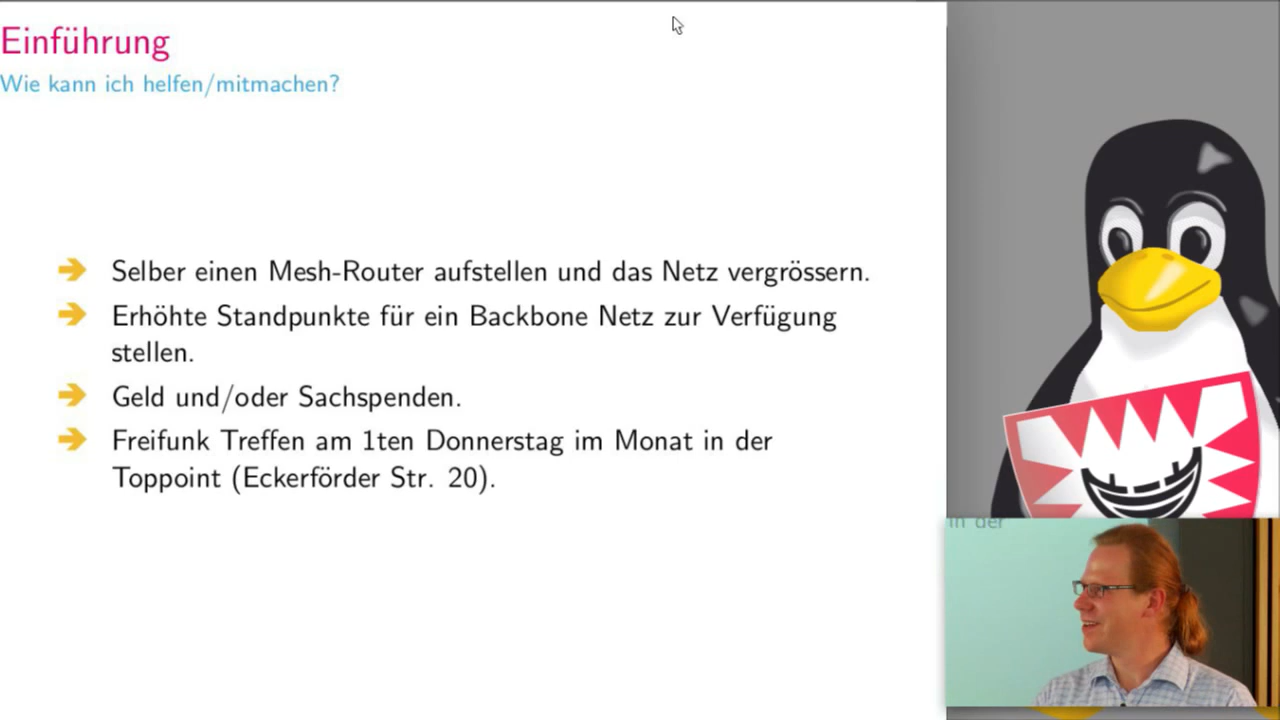 Einführung
Wie kann ich helfen/mitmachen?
Selber einen Mesh-Router aufstellen und das Netz vergrössern.
Erhöhte Standpunkte für ein Backbone Netz zur Verfügung
stellen.
Geld und/oder Sachspenden.
Freifunk Treffen am 1ten Donnerstag im Monat in der
Toppoint (Eckerförder Str. 20).
in der